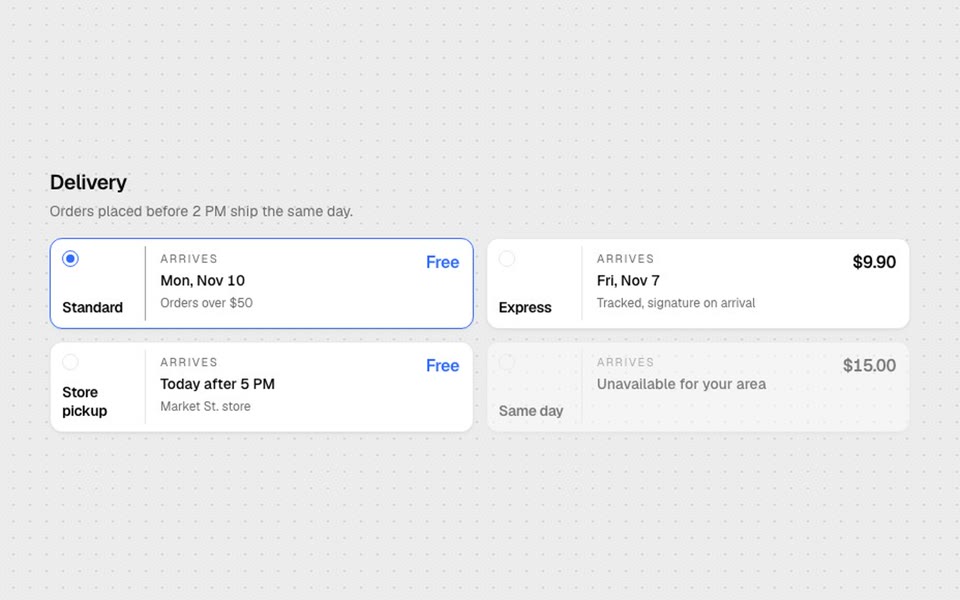 Delivery
Orders placed before 2 PM ship the same day.
Standard
ARRIVES
Mon, Nov 10
Orders over $50
Free
Express
ARRIVES
Fri, Nov 7
Tracked, signature on arrival
$9.90
Store
pickup
ARRIVES
Today after 5 PM
Market St. store
Free
Same day
ARRIVES
Unavailable for your area
$15.00